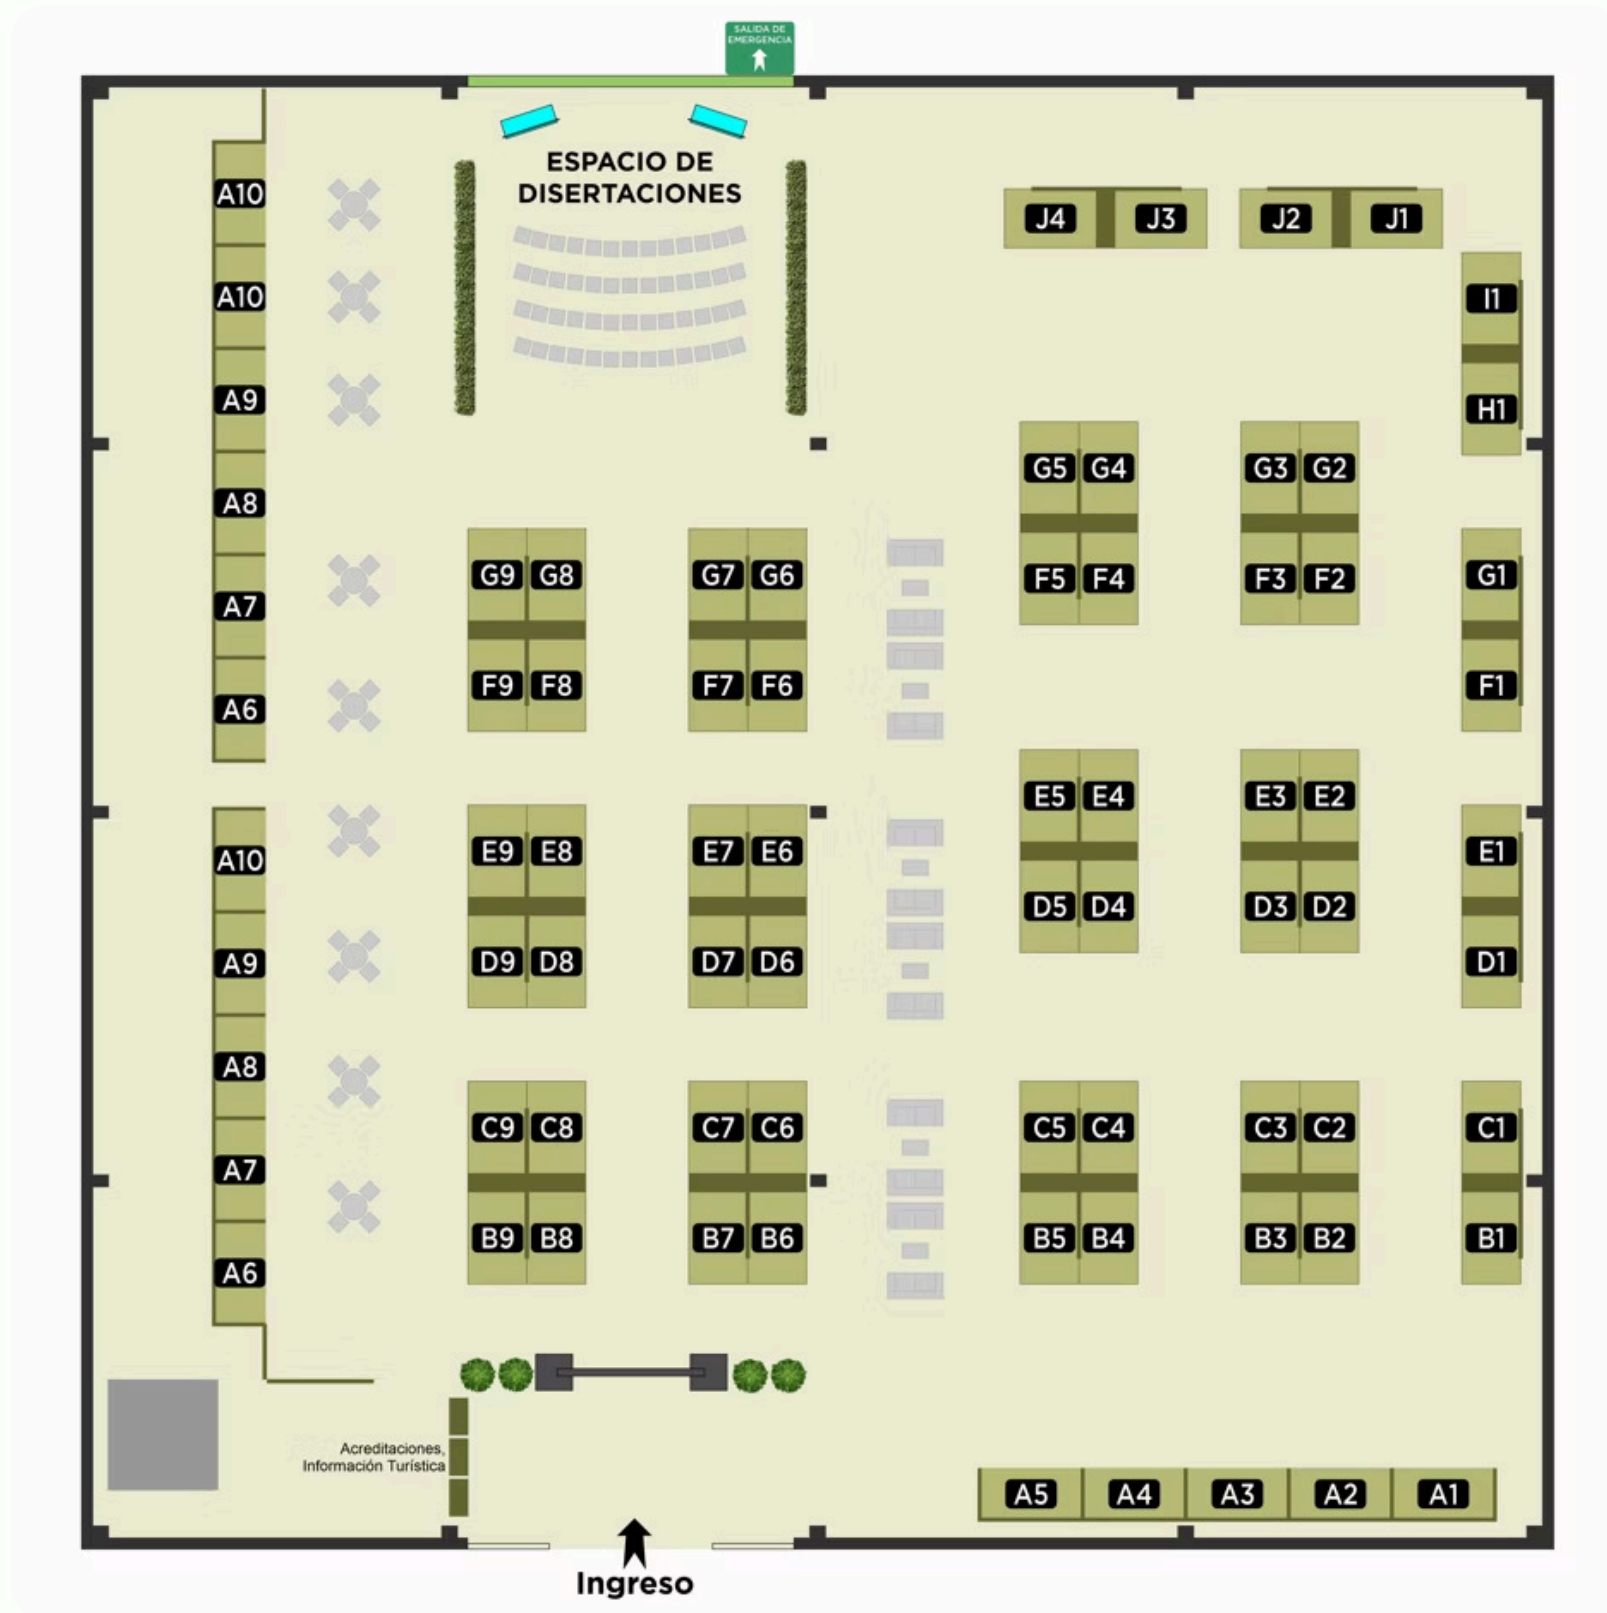 SALIDA DE
EMERGENCIA
ESPACIO DE
DISERTACIONES
A10
J4 J3 J2 J1
A10
I1
A9
H1
G5 G4 G3 G2
A8
G9 G8 G7 G6
F5 F4 F3 F2
G1
A7
F9 F8 F7 F6
F1
A6
E5 E4 E3 E2
A10
E9 E8 E7 E6
E1
D5 D4 D3 D2
A9
D9 D8 D7 D6
D1
A8
C9 C8 C7 C6 C5 C4 C3 C2 C1
A7
B9 B8 B7 B6 B5 B4 B3 B2 B1
A6
Acreditaciones,
Información Turística
A5 A4 A3 A2 A1
Ingreso